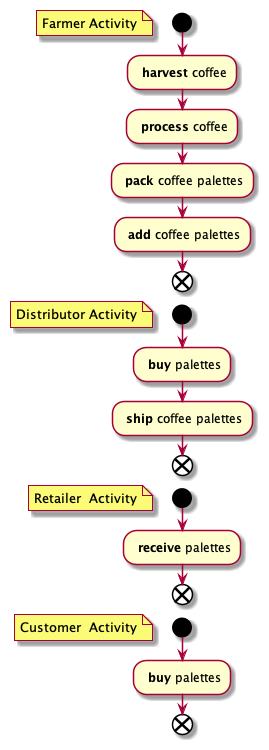 Farmer Activity
harvest coffee
process coffee
pack coffee palettes
add coffee palettes
Distributor Activity
buy palettes
ship coffee palettes
Retailer  Activity
receive palettes
Customer  Activity
buy palettes